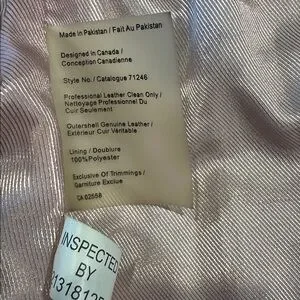 Made in Pakistan / Fait Au Pakistan
Designed in Canada /
Conception Canadienne
Style No. / Catalogue 71246
Professional Leather Clean Only /
Nettoyage Professionnel Du
Cuir Seulement
Outershell Genuine Leather /
Extérieur Cuir Véritable
Lining / Doublure
100% Polyester
Exclusive Of Trimmings /
Garniture Exclue
CA 02558
INSPECTED
BY